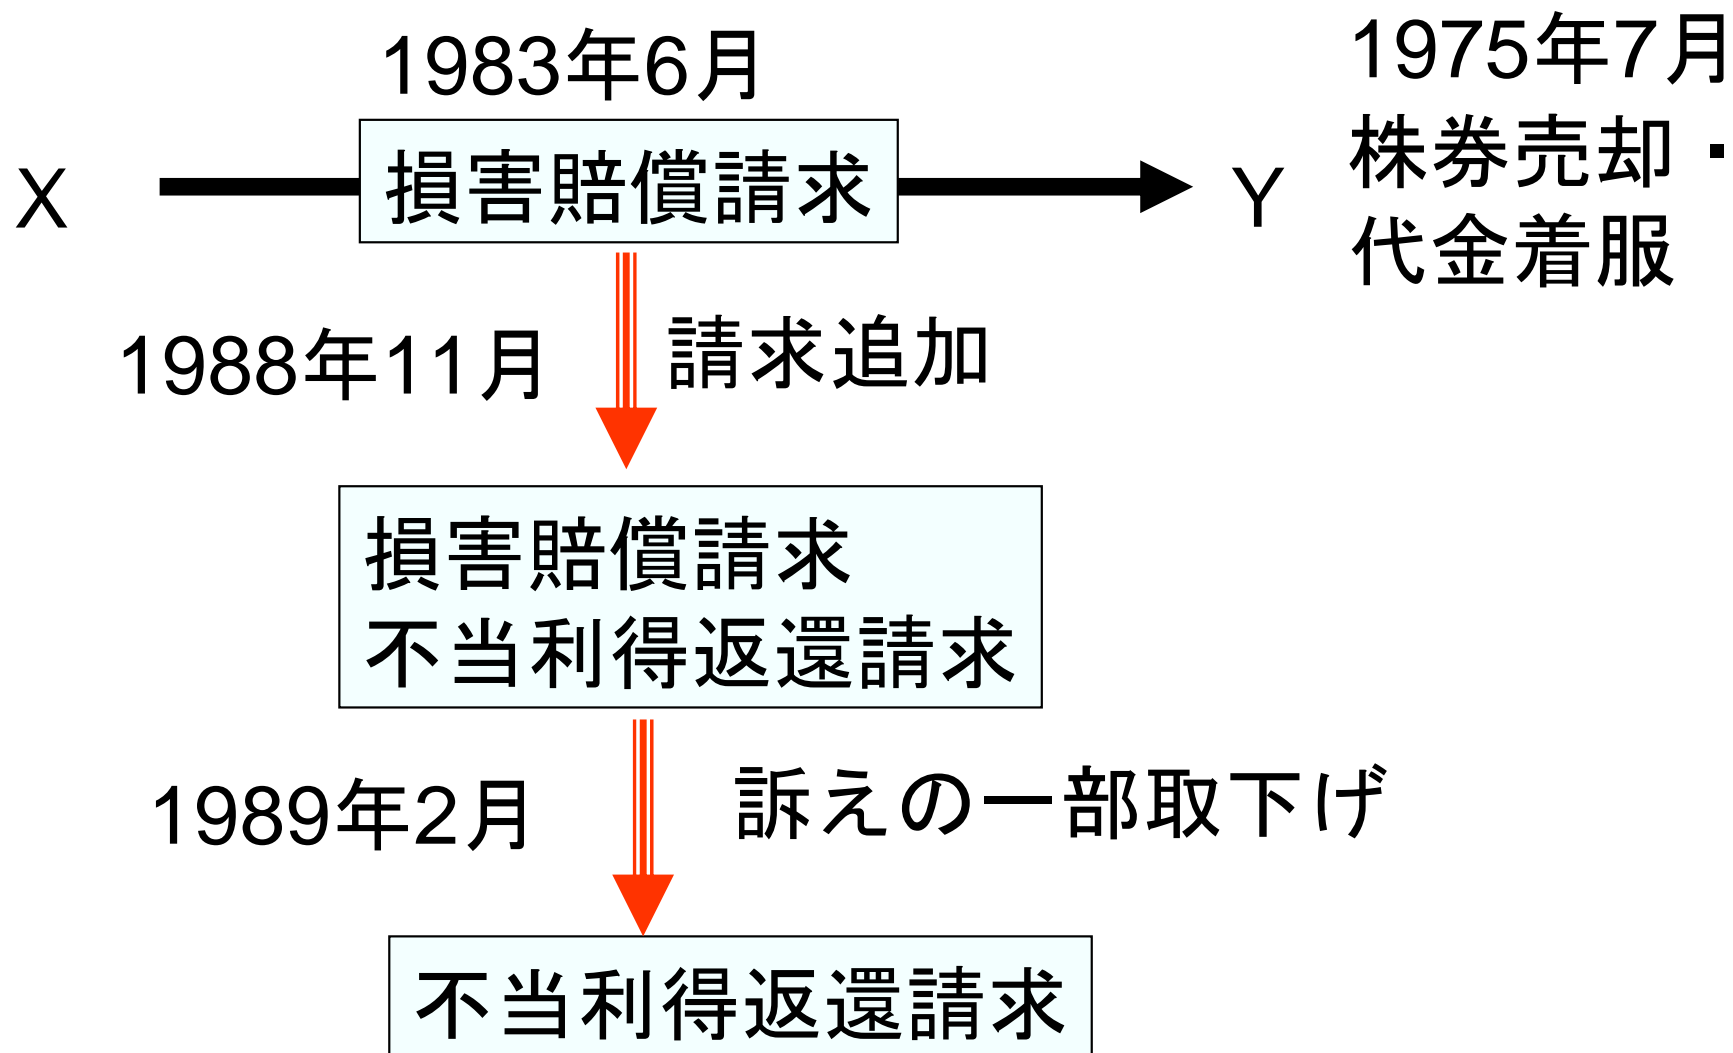 1983年6月
1975年7月
X
損害賠償請求
Y
株券売却・
代金着服
1988年11月
請求追加
損害賠償請求
不当利得返還請求
1989年2月
訴えの一部取下げ
不当利得返還請求